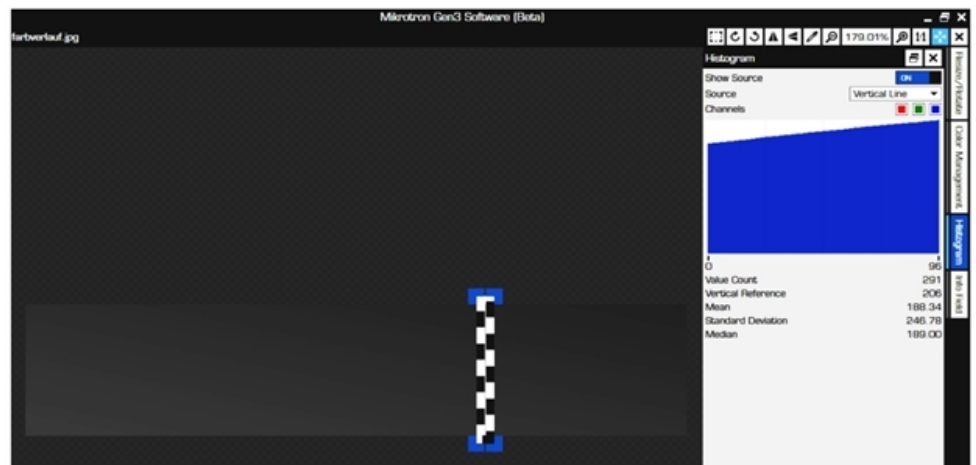 Mikrotron Gen3 Software (Beta)
farbverlauf.jpg
179.01%
1:1
Histogram
Show Source
ON
Source
Vertical Line
Channels
0
96
Value Count
291
Vertical Reference
206
Mean
188.34
Standard Deviation
246.78
Median
189.00
Resize/Rotate
Color Management
Histogram
Info Field